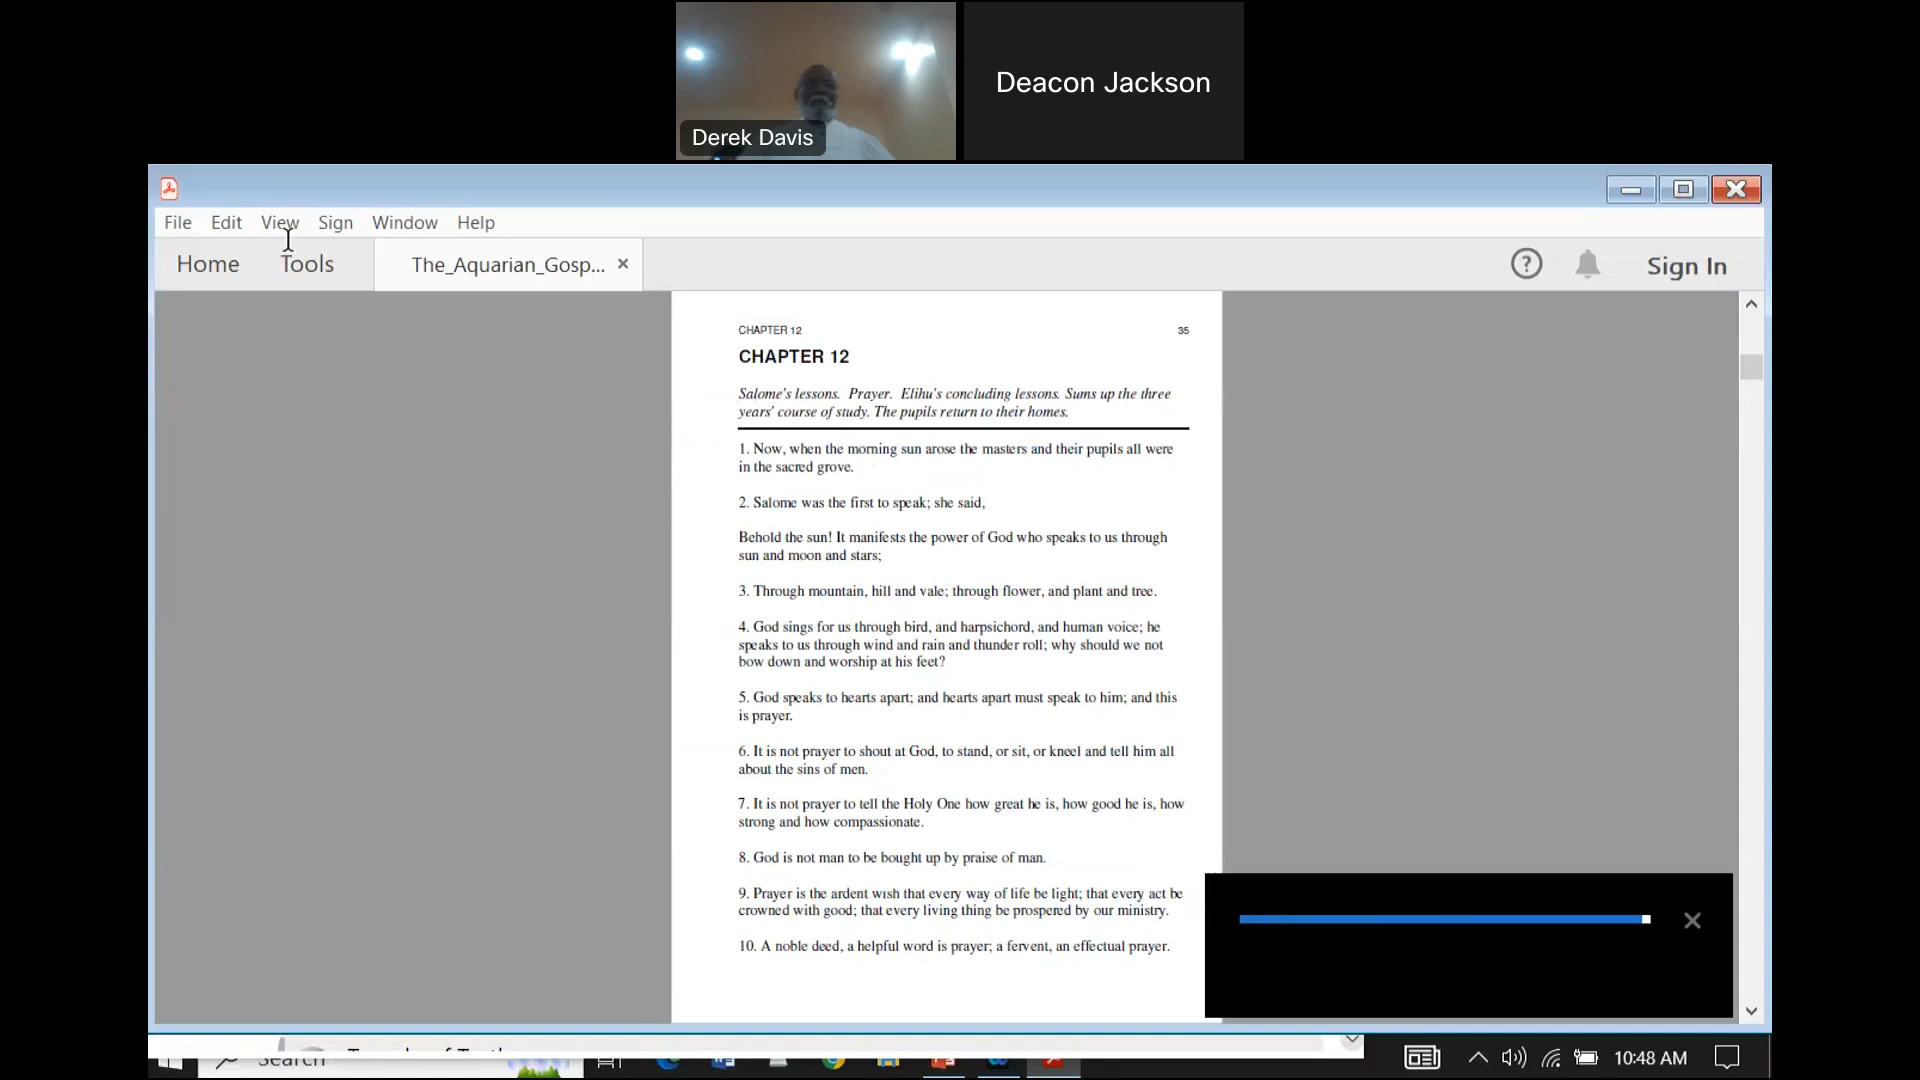 Derek Davis
Deacon Jackson
File Edit View Sign Window Help
Home Tools The_Aquarian_Gosp... Sign In
CHAPTER 12 35
CHAPTER 12
Salome's lessons. Prayer. Elihu's concluding lessons. Sums up the three
years' course of study. The pupils return to their homes.
1. Now, when the morning sun arose the masters and their pupils all were
in the sacred grove.
2. Salome was the first to speak; she said,
Behold the sun! It manifests the power of God who speaks to us through
sun and moon and stars;
3. Through mountain, hill and vale; through flower, and plant and tree.
4. God sings for us through bird, and harpsichord, and human voice; he
speaks to us through wind and rain and thunder roll; why should we not
bow down and worship at his feet?
5. God speaks to hearts apart; and hearts apart must speak to him; and this
is prayer.
6. It is not prayer to shout at God, to stand, or sit, or kneel and tell him all
about the sins of men.
7. It is not prayer to tell the Holy One how great he is, how good he is, how
strong and how compassionate.
8. God is not man to be bought up by praise of man.
9. Prayer is the ardent wish that every way of life be light; that every act be
crowned with good; that every living thing be prospered by our ministry.
10. A noble deed, a helpful word is prayer; a fervent, an effectual prayer.
Search
10:48 AM